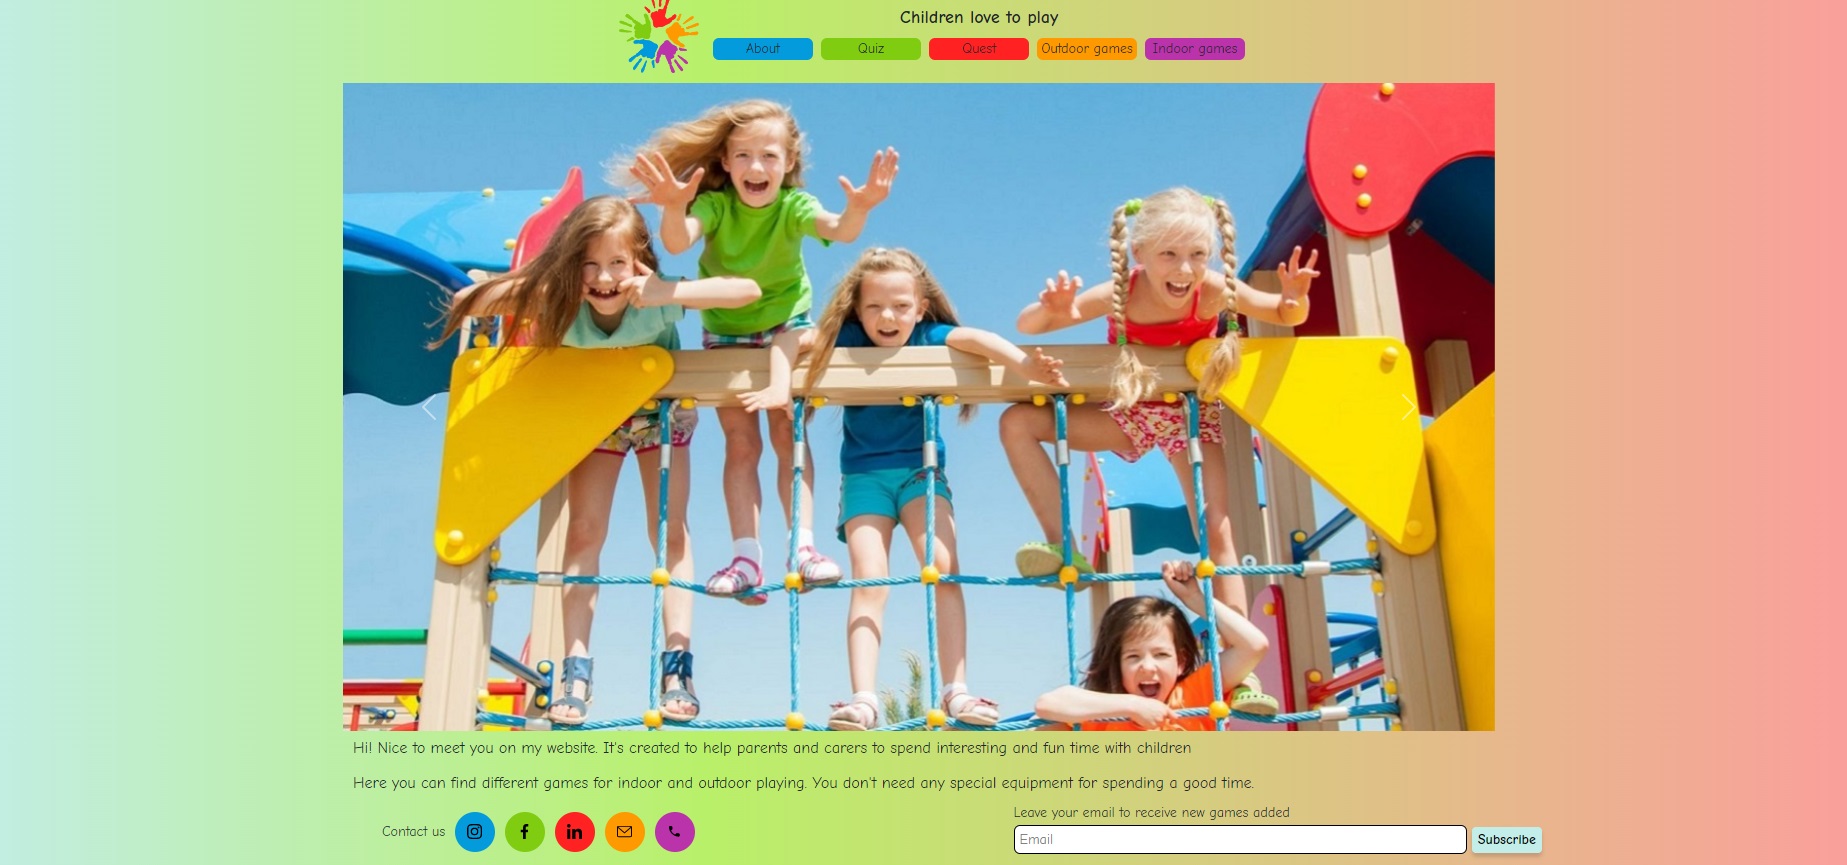 Children love to play
About Quiz Quest Outdoor games Indoor games
Hi! Nice to meet you on my website. It's created to help parents and carers to spend interesting and fun time with children
Here you can find different games for indoor and outdoor playing. You don't need any special equipment for spending a good time.
Leave your email to receive new games added
Contact us
Email
Subscribe